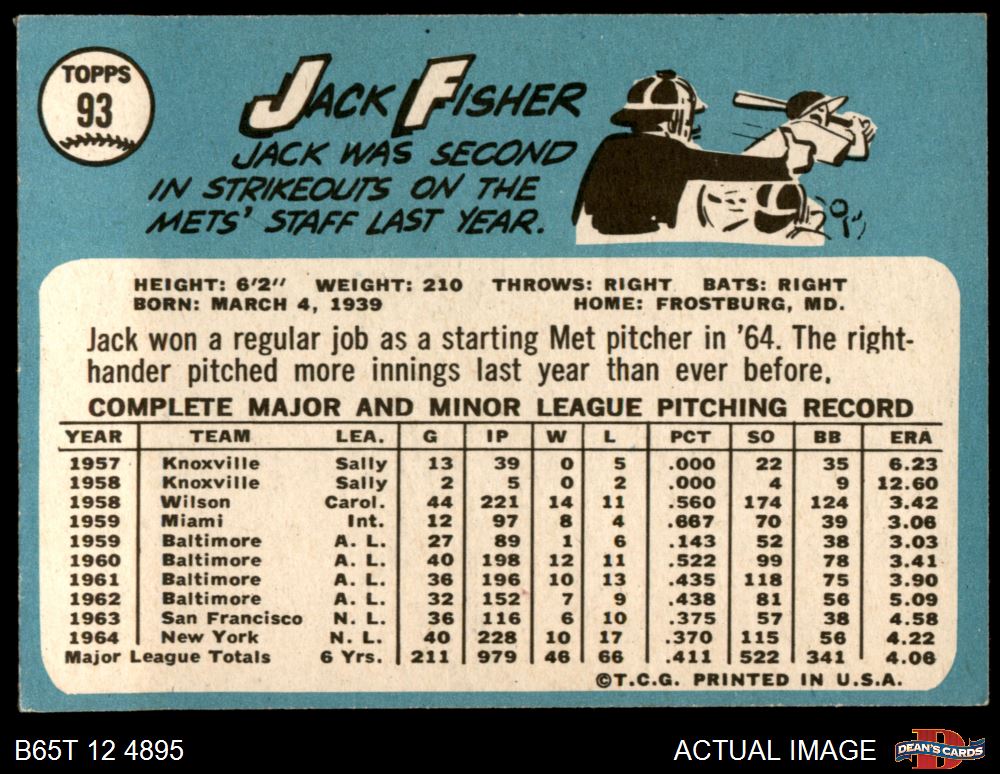 TOPPS
93
JACK FISHER
JACK WAS SECOND
IN STRIKEOUTS ON THE
METS' STAFF LAST YEAR.
HEIGHT: 6'2" WEIGHT: 210 THROWS: RIGHT BATS: RIGHT
BORN: MARCH 4, 1939 HOME: FROSTBURG, MD.
Jack won a regular job as a starting Met pitcher in '64. The right-
hander pitched more innings last year than ever before.
COMPLETE MAJOR AND MINOR LEAGUE PITCHING RECORD
YEAR TEAM LEA. G IP W L PCT SO BB ERA
1957 Knoxville Sally 13 39 0 5 .000 22 35 6.23
1958 Knoxville Sally 2 5 0 2 .000 4 9 12.60
1958 Wilson Carol. 44 221 14 11 .560 174 124 3.42
1959 Miami Int. 12 97 8 4 .667 70 39 3.06
1959 Baltimore A. L. 27 89 1 6 .143 52 38 3.03
1960 Baltimore A. L. 40 198 12 11 .522 99 78 3.41
1961 Baltimore A. L. 36 196 10 13 .435 118 75 3.90
1962 Baltimore A. L. 32 152 7 9 .438 81 56 5.09
1963 San Francisco N. L. 36 116 6 10 .375 57 38 4.58
1964 New York N. L. 40 228 10 17 .370 115 56 4.22
Major League Totals 6 Yrs. 211 979 46 66 .411 522 341 4.06
©T.C.G. PRINTED IN U.S.A.
B65T 12 4895 ACTUAL IMAGE
D
DEAN'S CARDS